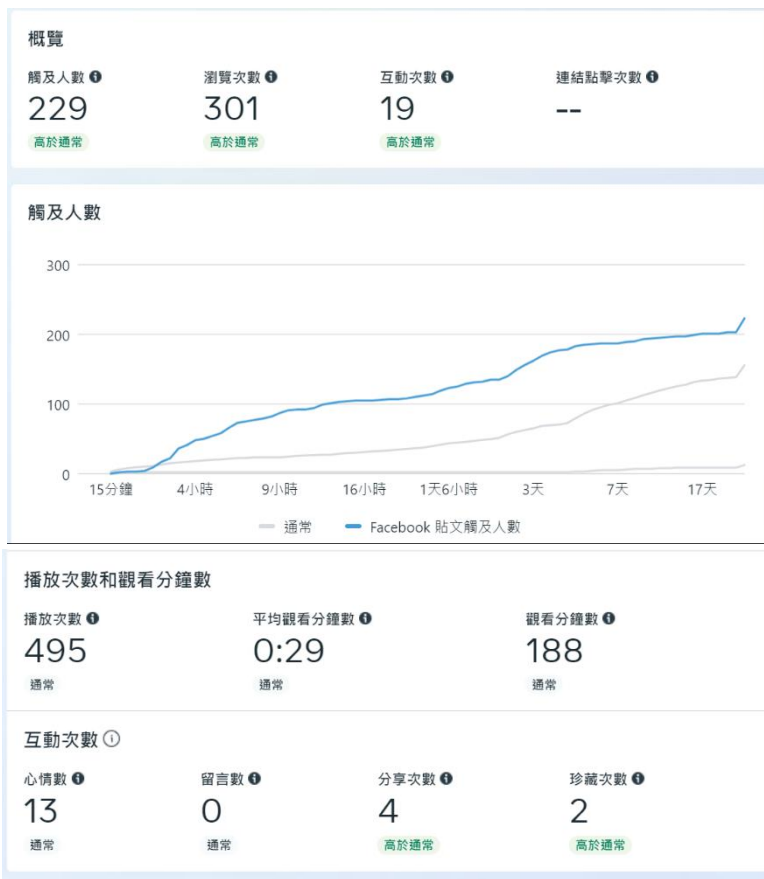 概覽
觸及人數 瀏覽次數 互動次數 連結點擊次數
229 301 19 --
高於通常 高於通常 高於通常
觸及人數
300
200
100
0
15分鐘 4小時 9小時 16小時 1天6小時 3天 7天 17天
通常 Facebook 貼文觸及人數
播放次數和觀看分鐘數
播放次數 平均觀看分鐘數 觀看分鐘數
495 0:29 188
通常 通常 通常
互動次數
心情數 留言數 分享次數 珍藏次數
13 0 4 2
通常 通常 高於通常 高於通常